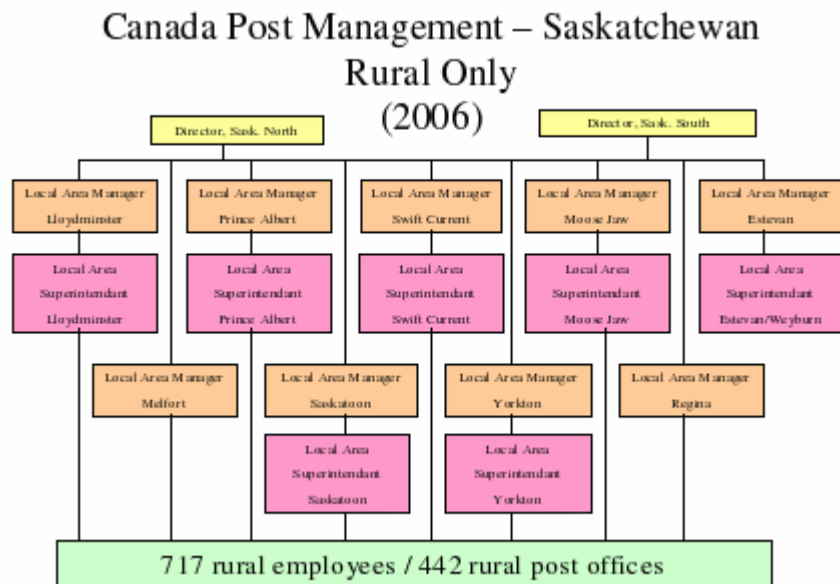 Canada Post Management – Saskatchewan
Rural Only
(2006)
Director, Sask. North
Director, Sask. South
Local Area Manager
Lloydminster
Local Area Manager
Prince Albert
Local Area Manager
Swift Current
Local Area Manager
Moose Jaw
Local Area Manager
Estevan
Local Area
Superintendant
Lloydminster
Local Area
Superintendant
Prince Albert
Local Area
Superintendant
Swift Current
Local Area
Superintendant
Moose Jaw
Local Area
Superintendant
Estevan/Weyburn
Local Area Manager
Melfort
Local Area Manager
Saskatoon
Local Area Manager
Yorkton
Local Area Manager
Regina
Local Area
Superintendant
Saskatoon
Local Area
Superintendant
Yorkton
717 rural employees / 442 rural post offices